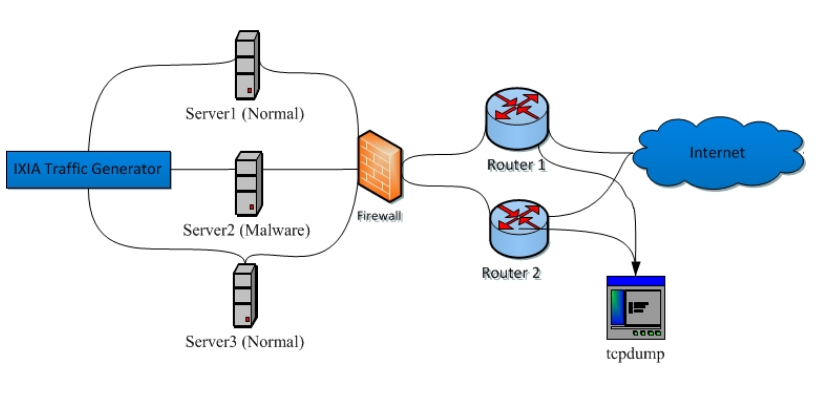 Server1 (Normal)
IXIA Traffic Generator
Server2 (Malware)
Server3 (Normal)
Firewall
Router 1
Router 2
Internet
tcpdump